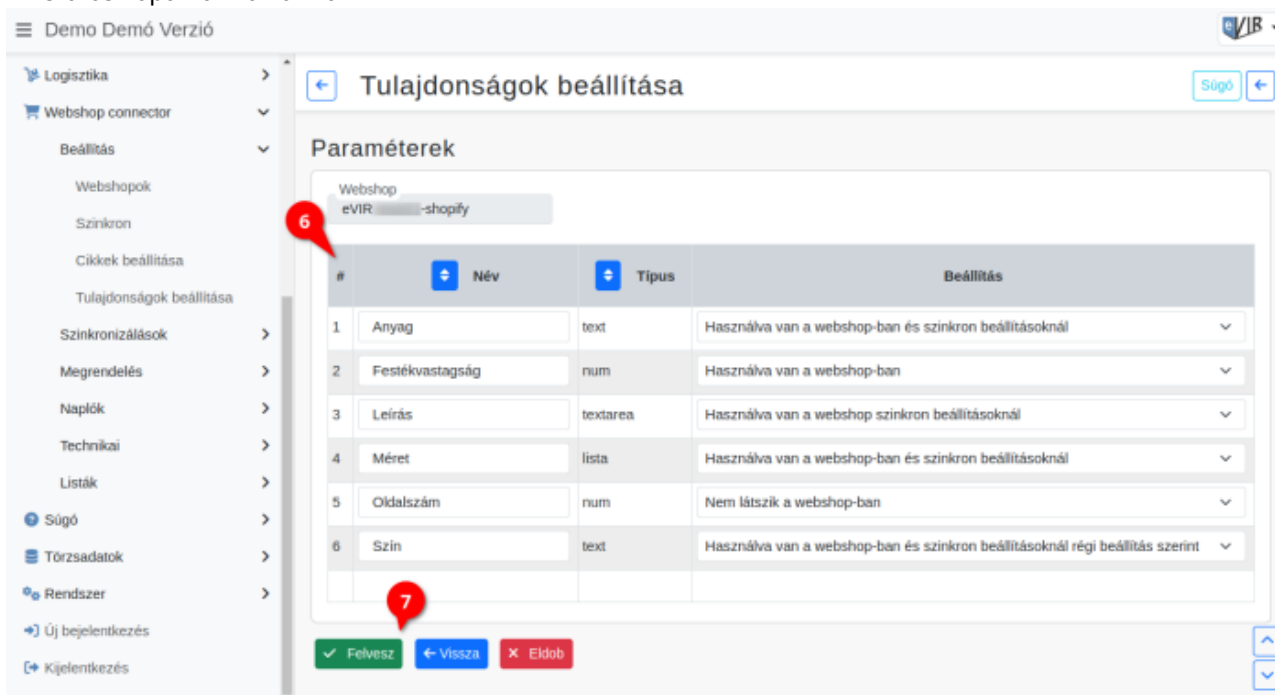 Demo Demó Verzió
eVIR
Logisztika
Webshop connector
Beállítás
Webshopok
Szinkron
Cikkek beállítása
Tulajdonságok beállítása
Szinkronizálások
Megrendelés
Naplók
Technikai
Listák
Súgó
Törzsadatok
Rendszer
Új bejelentkezés
Kijelentkezés
Tulajdonságok beállítása
Súgó
Paraméterek
Webshop
eVIR -shopify
6
# Név Típus Beállítás
1 Anyag text Használva van a webshop-ban és szinkron beállításoknál
2 Festékvastagság num Használva van a webshop-ban
3 Leírás textarea Használva van a webshop szinkron beállításoknál
4 Méret lista Használva van a webshop-ban és szinkron beállításoknál
5 Oldalszám num Nem látszik a webshop-ban
6 Szín text Használva van a webshop-ban és szinkron beállításoknál régi beállítás szerint
7
Felvesz Vissza Eldob